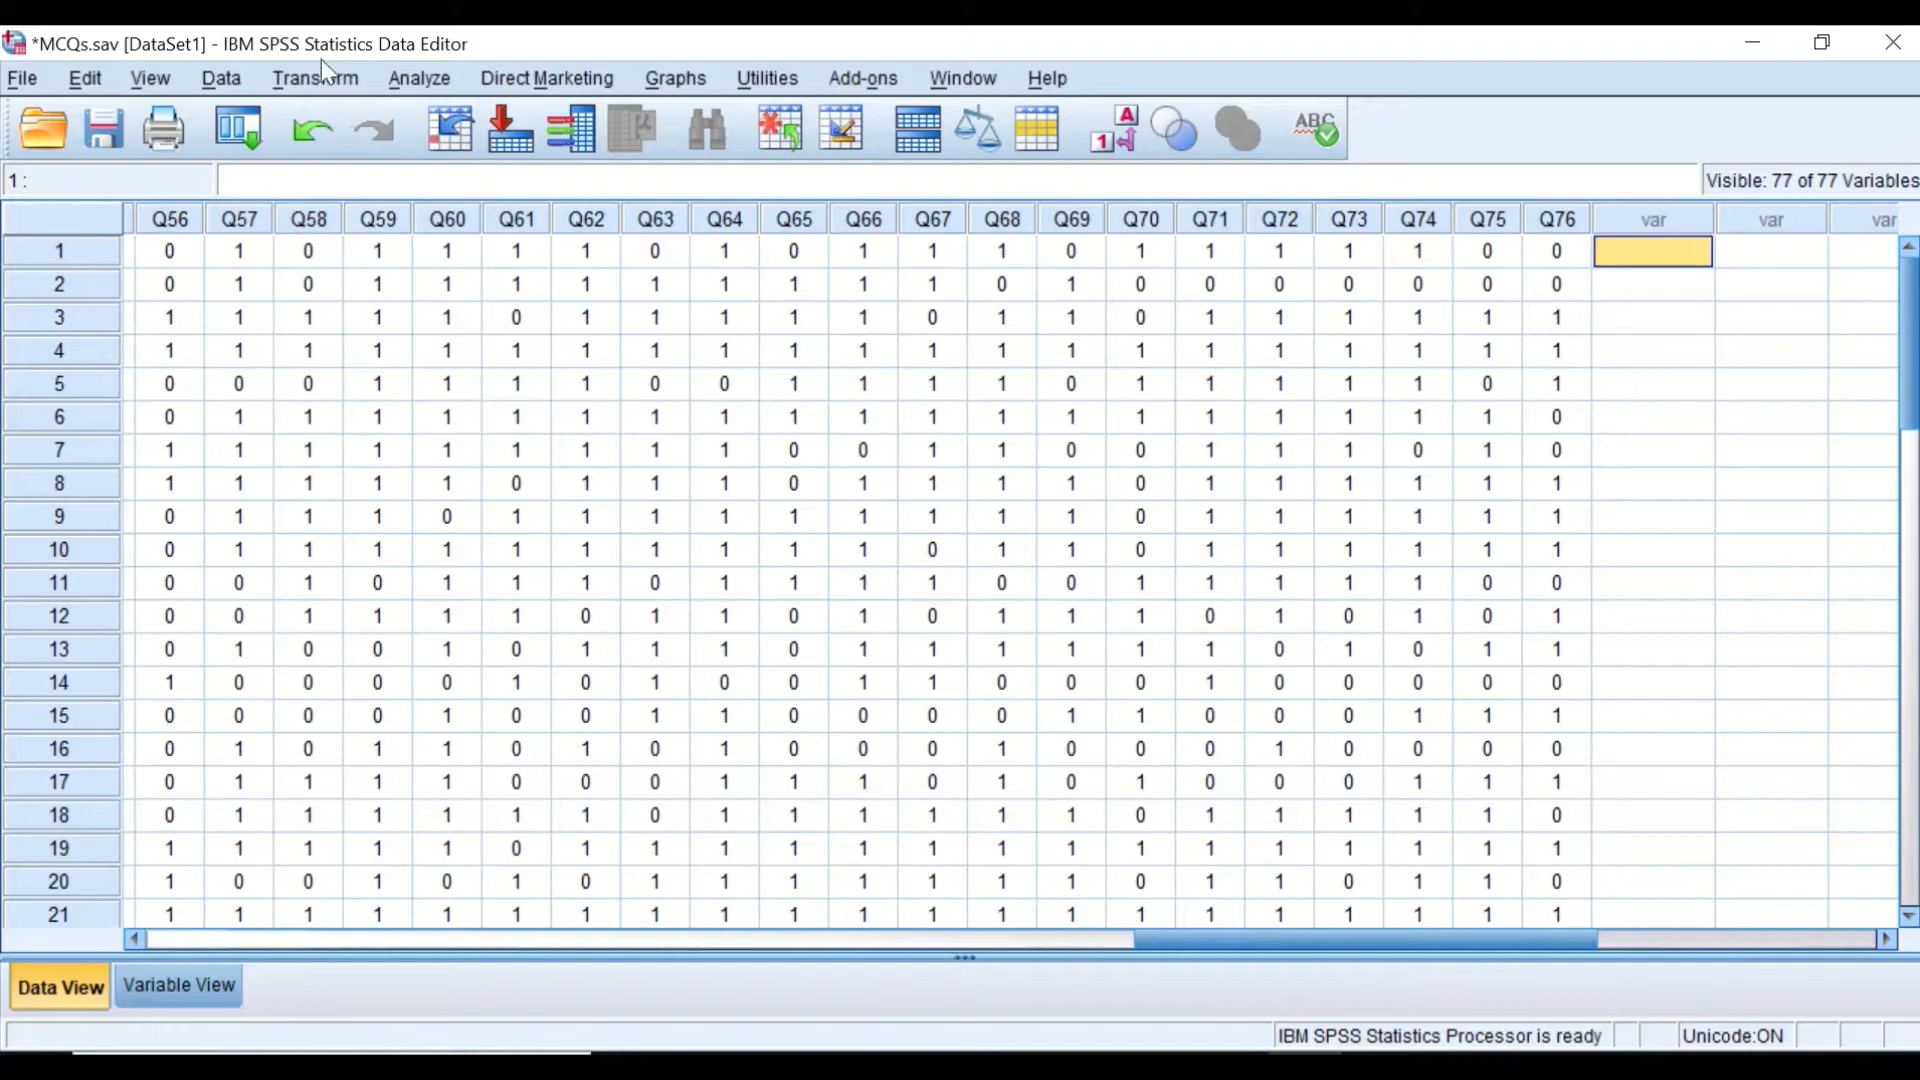 *MCQs.sav [DataSet1] - IBM SPSS Statistics Data Editor
File Edit View Data Transform Analyze Direct Marketing Graphs Utilities Add-ons Window Help
1 A ABC
1 : Visible: 77 of 77 Variables
Q56 Q57 Q58 Q59 Q60 Q61 Q62 Q63 Q64 Q65 Q66 Q67 Q68 Q69 Q70 Q71 Q72 Q73 Q74 Q75 Q76 var var var
1 0 1 0 1 1 1 1 0 1 0 1 1 1 0 1 1 1 1 1 0 0
2 0 1 0 1 1 1 1 1 1 1 1 1 0 1 0 0 0 0 0 0 0
3 1 1 1 1 1 0 1 1 1 1 1 0 1 1 0 1 1 1 1 1 1
4 1 1 1 1 1 1 1 1 1 1 1 1 1 1 1 1 1 1 1 1 1
5 0 0 0 1 1 1 1 0 0 1 1 1 1 0 1 1 1 1 1 0 1
6 0 1 1 1 1 1 1 1 1 1 1 1 1 1 1 1 1 1 1 1 0
7 1 1 1 1 1 1 1 1 1 0 0 1 1 0 0 1 1 1 0 1 0
8 1 1 1 1 1 0 1 1 1 0 1 1 1 1 0 1 1 1 1 1 1
9 0 1 1 1 0 1 1 1 1 1 1 1 1 1 0 1 1 1 1 1 1
10 0 1 1 1 1 1 1 1 1 1 1 0 1 1 0 1 1 1 1 1 1
11 0 0 1 0 1 1 1 0 1 1 1 1 0 0 1 1 1 1 1 0 0
12 0 0 1 1 1 1 0 1 1 0 1 0 1 1 1 0 1 0 1 0 1
13 0 1 0 0 1 0 1 1 1 0 1 1 1 1 1 1 0 1 0 1 1
14 1 0 0 0 0 1 0 1 0 0 1 1 0 0 0 1 0 0 0 0 0
15 0 0 0 0 1 0 0 1 1 0 0 0 0 1 1 0 0 0 1 1 1
16 0 1 0 1 1 0 1 0 1 0 0 0 1 0 0 0 1 0 0 0 0
17 0 1 1 1 1 0 0 0 1 1 1 0 1 0 1 0 0 0 1 1 1
18 0 1 1 1 1 1 1 0 1 1 1 1 1 1 0 1 1 1 1 1 0
19 1 1 1 1 1 0 1 1 1 1 1 1 1 1 1 1 1 1 1 1 1
20 1 0 0 1 0 1 0 1 1 1 1 1 1 1 0 1 1 0 1 1 0
21 1 1 1 1 1 1 1 1 1 1 1 1 1 1 1 1 1 1 1 1 1
Data View Variable View
IBM SPSS Statistics Processor is ready Unicode:ON